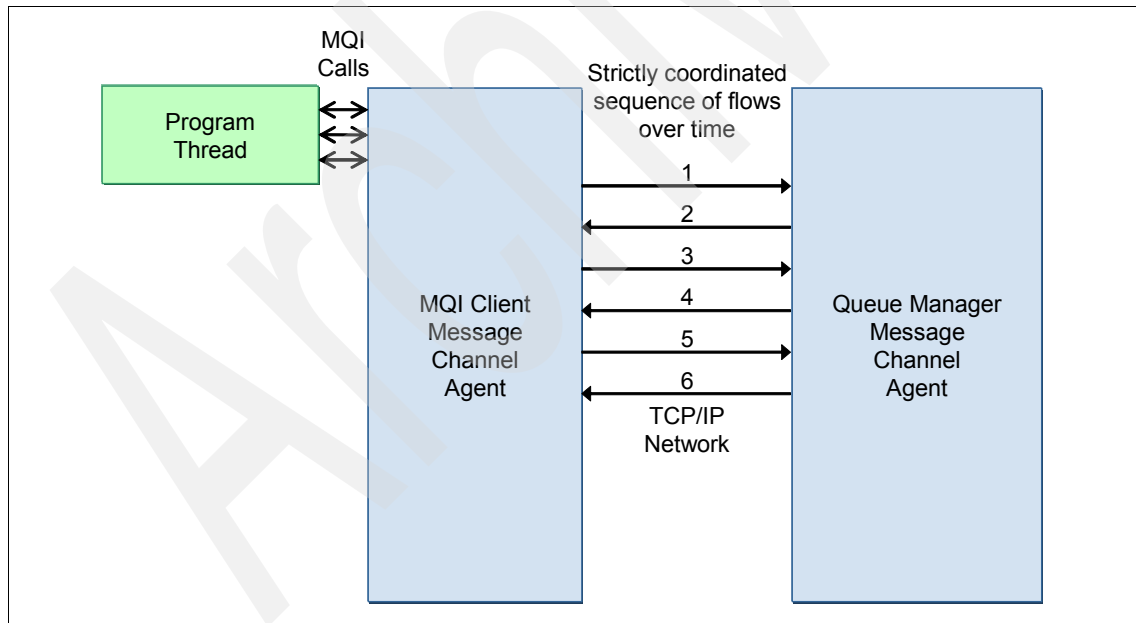 MQI
Calls
Program
Thread
Strictly coordinated
sequence of flows
over time
1
2
3
4
5
6
TCP/IP
Network
MQI Client
Message
Channel
Agent
Queue Manager
Message
Channel
Agent